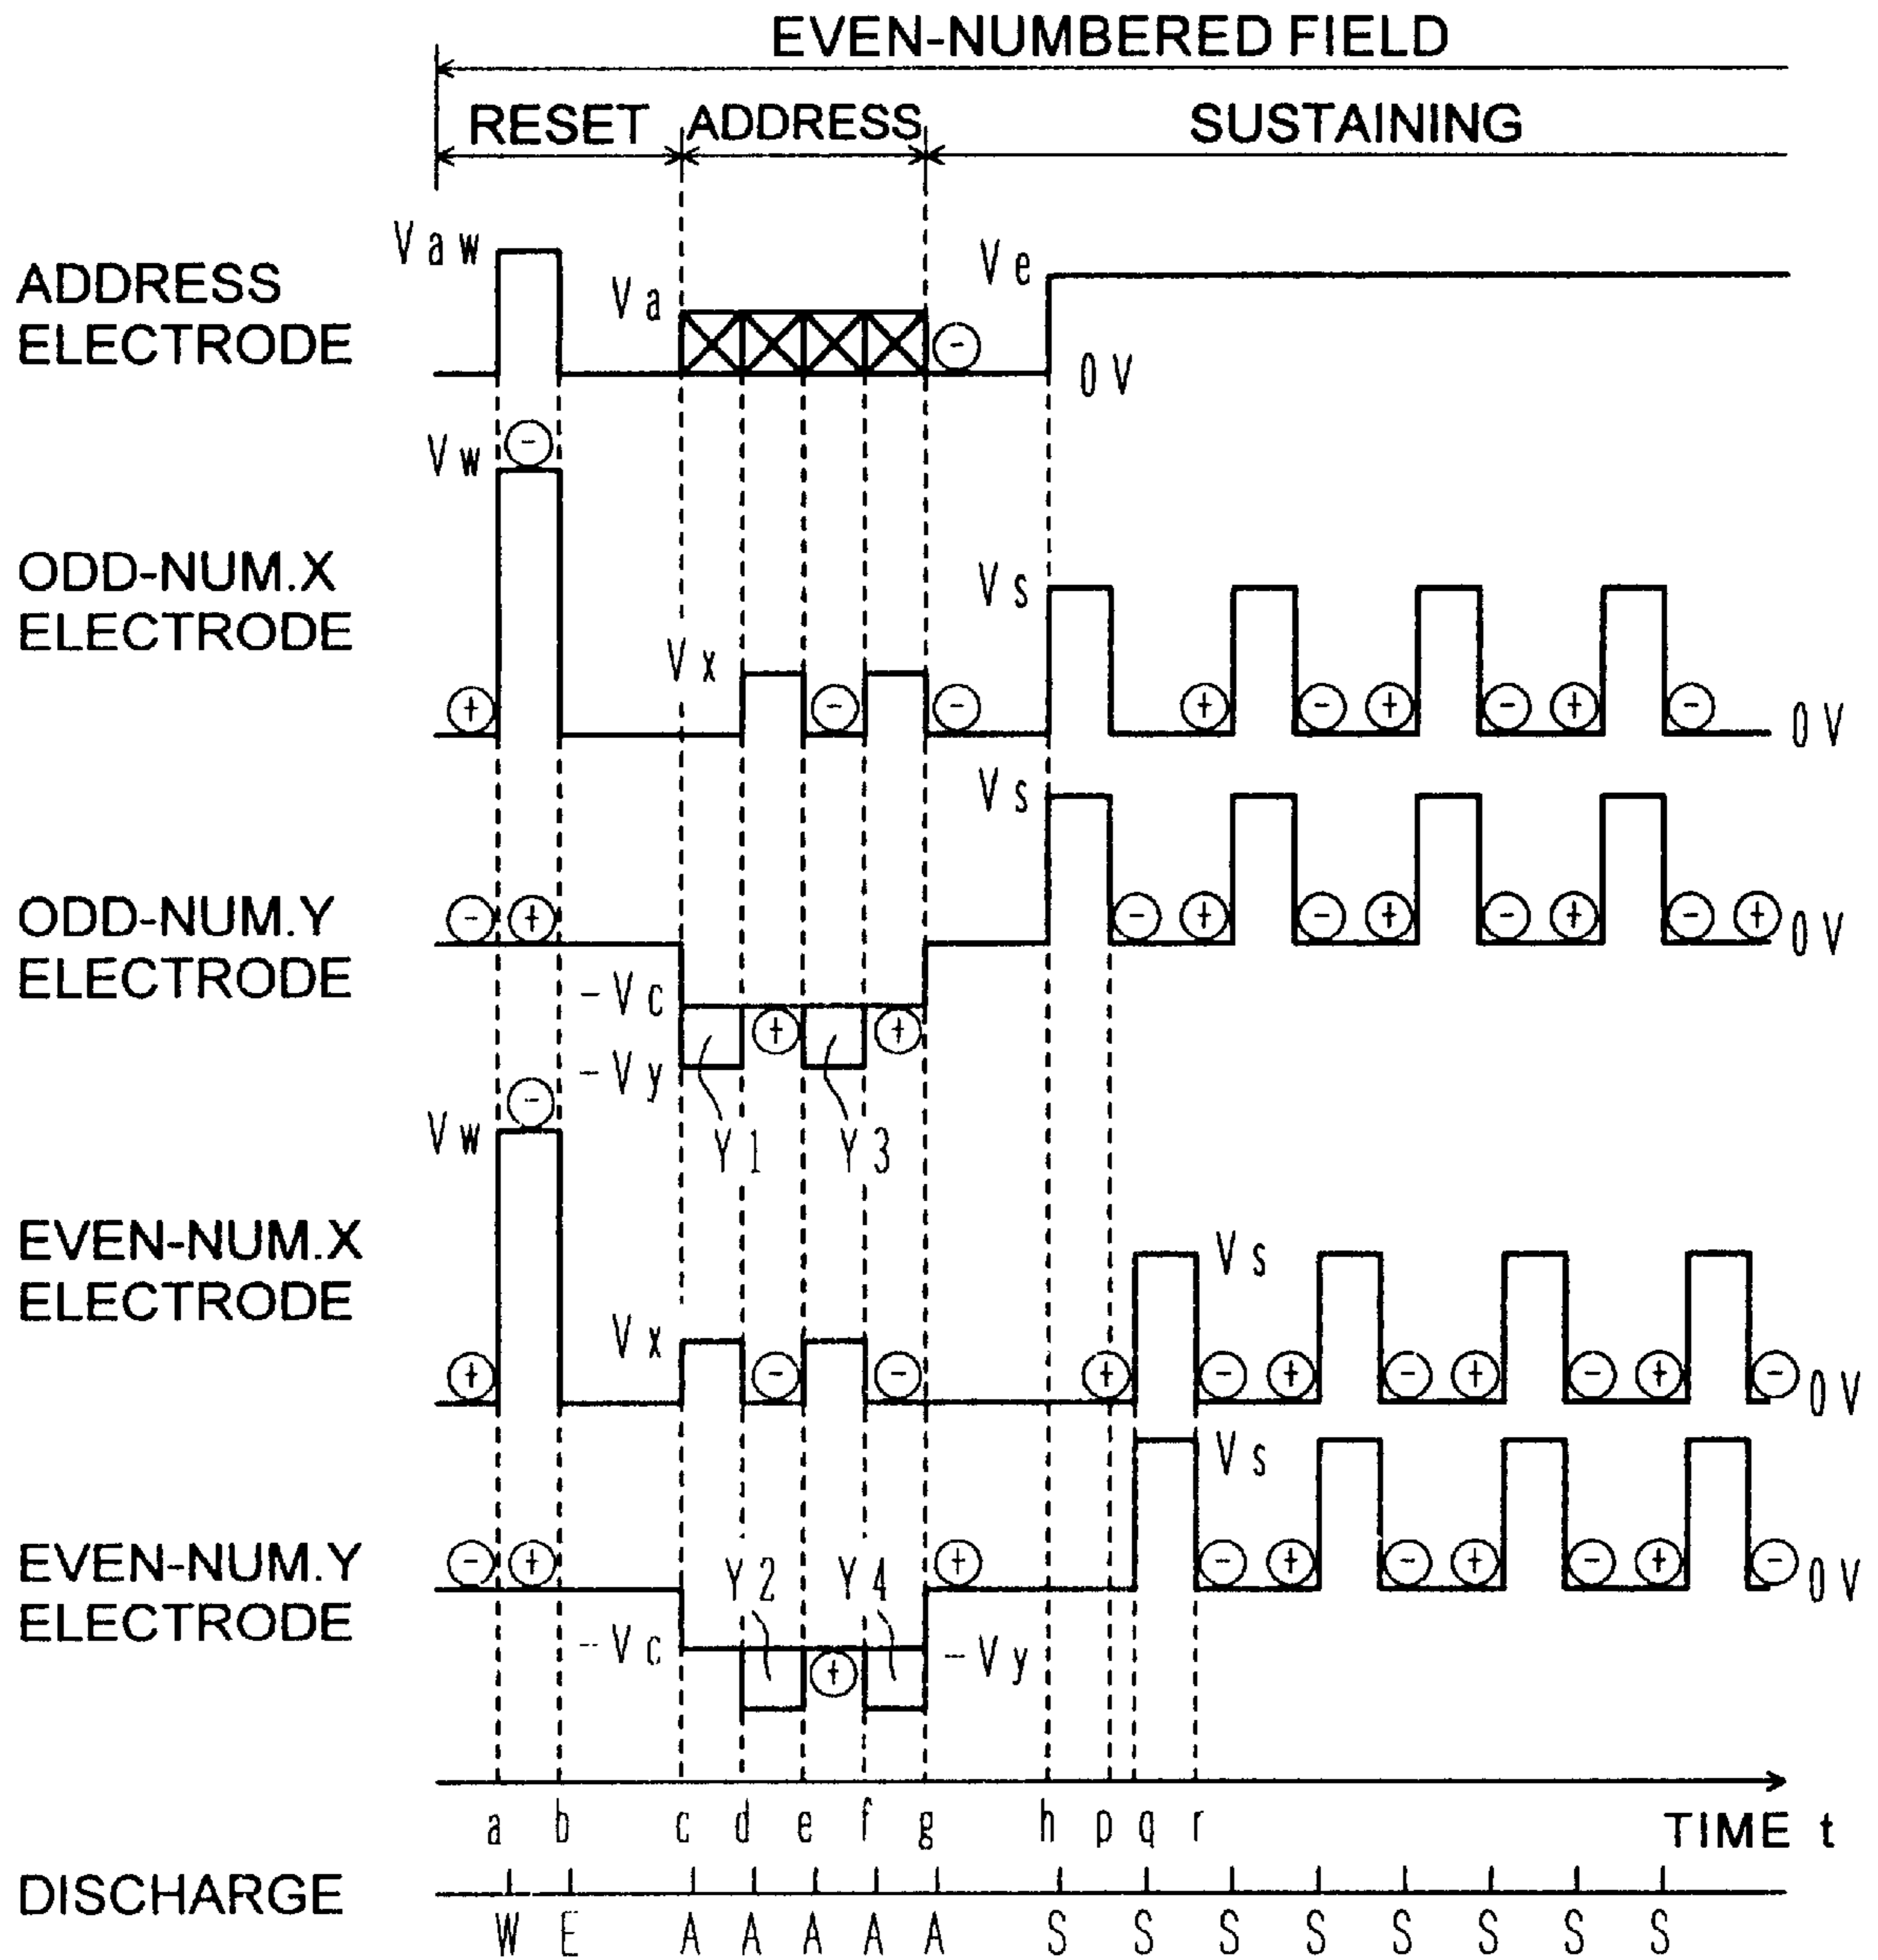 EVEN-NUMBERED FIELD
RESET ADDRESS SUSTAINING
ADDRESS
ELECTRODE
Vaw
Va
Ve
-
0V
ODD-NUM.X
ELECTRODE
Vw
-
Vx
Vs
+ - - + - + - + -
0V
ODD-NUM.Y
ELECTRODE
Vs
- + - + - + - + - +
0V
-Vc
-Vy
+ +
Y1 Y3
EVEN-NUM.X
ELECTRODE
Vw
-
Vx
Vs
+ - - + - + - + - + -
0V
EVEN-NUM.Y
ELECTRODE
Vs
- + + - + - + - + -
0V
Y2 Y4
-Vc
+
-Vy
a b c d e f g h p q r
TIME t
DISCHARGE
W E A A A A A S S S S S S S S